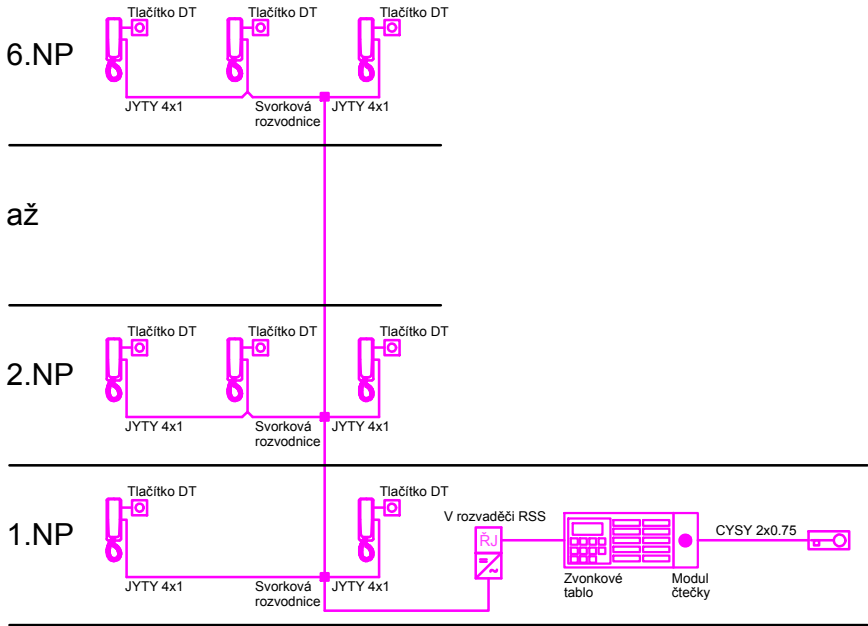 Tlačítko DT
Tlačítko DT
Tlačítko DT
6.NP
JYTY 4x1
Svorková
rozvodnice
JYTY 4x1
až
Tlačítko DT
Tlačítko DT
Tlačítko DT
2.NP
JYTY 4x1
Svorková
rozvodnice
JYTY 4x1
Tlačítko DT
Tlačítko DT
1.NP
V rozvaděči RSS
ŘJ
CYSY 2x0.75
JYTY 4x1
Svorková
rozvodnice
JYTY 4x1
Zvonkové
tablo
Modul
čtečky